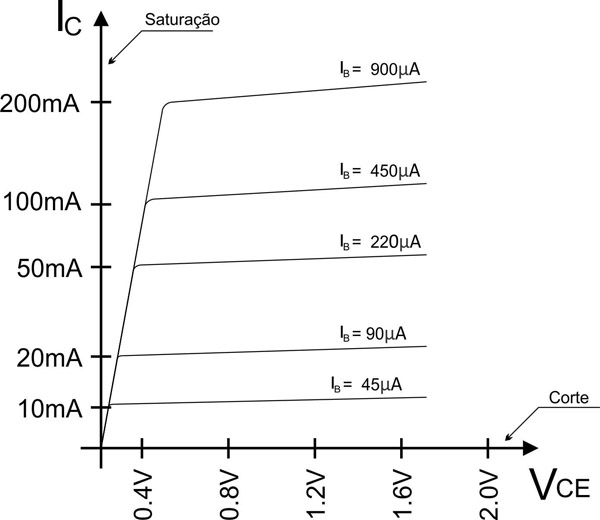 IC
Saturação
IB = 900µA
200mA
IB = 450µA
100mA
IB = 220µA
50mA
IB = 90µA
20mA
IB = 45µA
10mA
Corte
0.4V
0.8V
1.2V
1.6V
2.0V
VCE